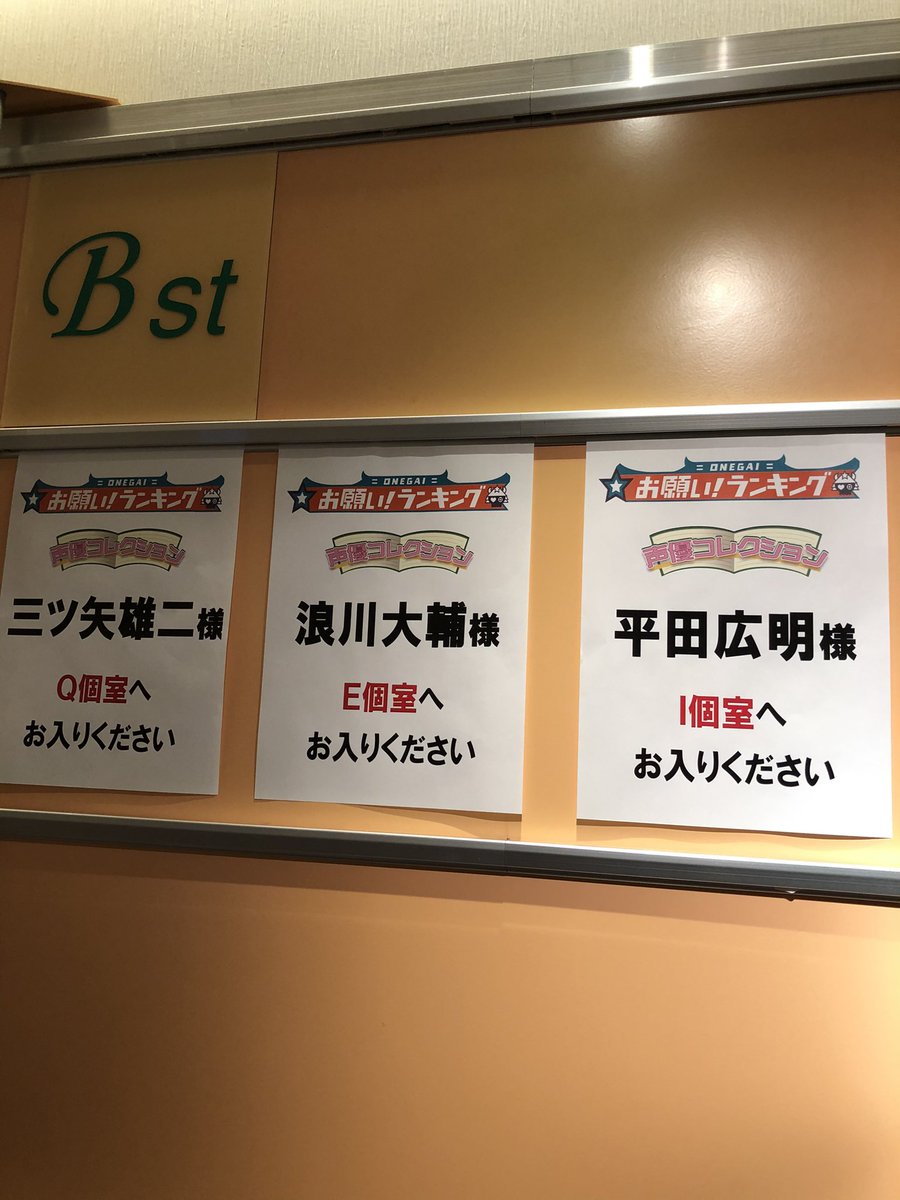 B st
ONEGAI
お願い!ランキング
声優コレクション
三ツ矢雄二様
Q個室へ
お入りください
ONEGAI
お願い!ランキング
声優コレクション
浪川大輔様
E個室へ
お入りください
ONEGAI
お願い!ランキング
声優コレクション
平田広明様
I個室へ
お入りください